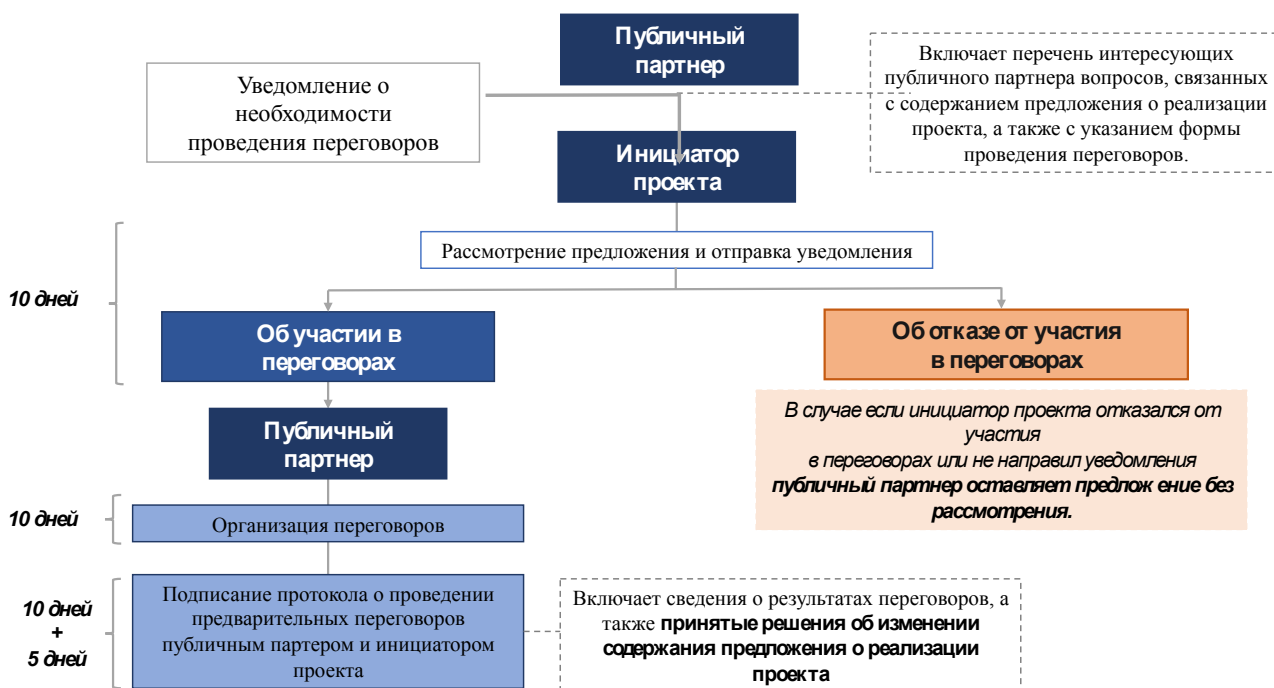 Публичный
партнер
Уведомление о
необходимости
проведения переговоров
Включает перечень интересующих
публичного партнера вопросов, связанных
с содержанием предложения о реализации
проекта, а также с указанием формы
проведения переговоров.
Инициатор
проекта
Рассмотрение предложения и отправка уведомления
10 дней
Об участии в
переговорах
Об отказе от участия
в переговорах
В случае если инициатор проекта отказался от
участия
в переговорах или не направил уведомления
публичный партнер оставляет предложение без
рассмотрения.
Публичный
партнер
10 дней
Организация переговоров
10 дней
+
5 дней
Подписание протокола о проведении
предварительных переговоров
публичным партером и инициатором
проекта
Включает сведения о результатах переговоров, а
также принятые решения об изменении
содержания предложения о реализации
проекта